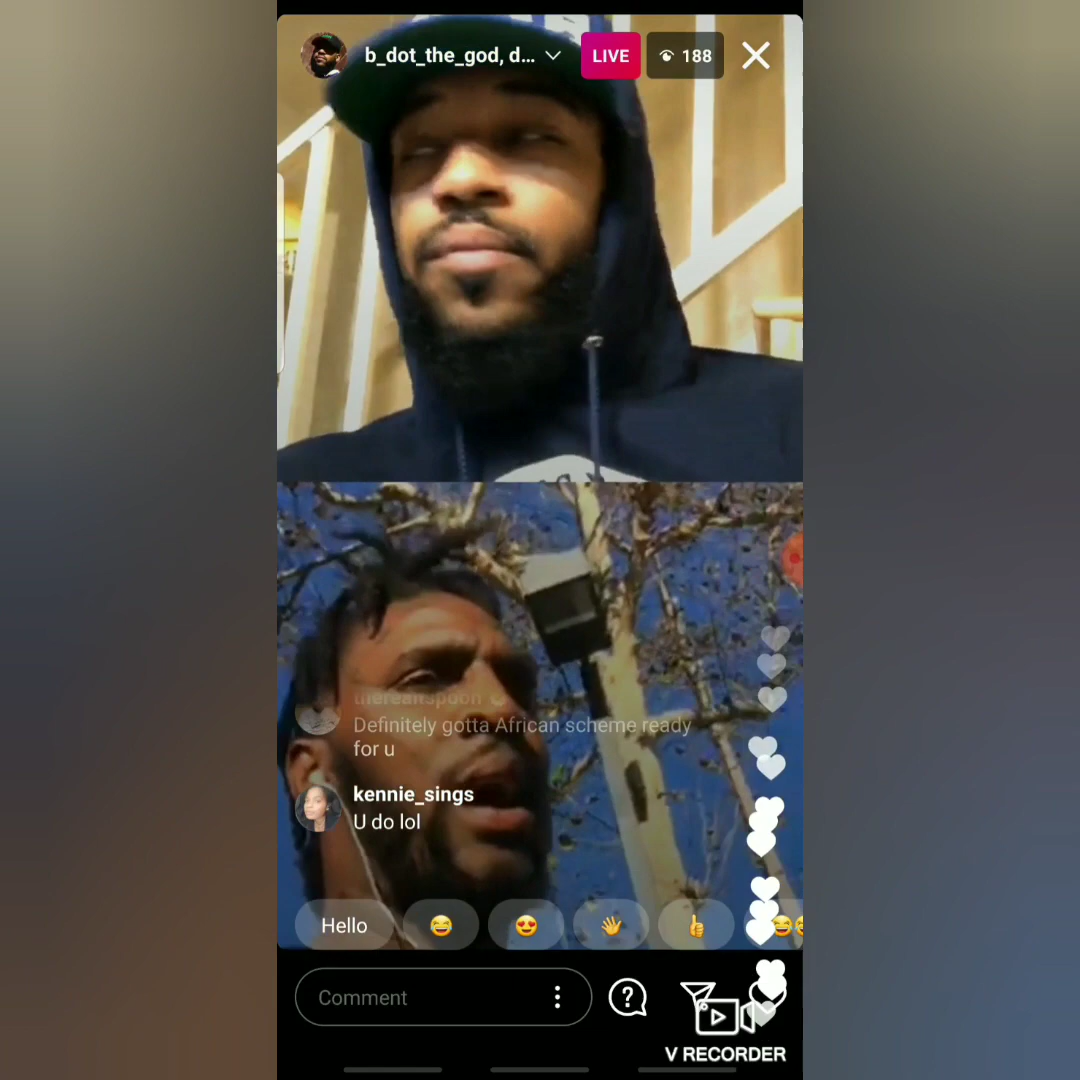 b_dot_the_god, d...
LIVE
188
Definitely gotta African scheme ready
for u
kennie_sings
U do lol
Hello
Comment
V RECORDER